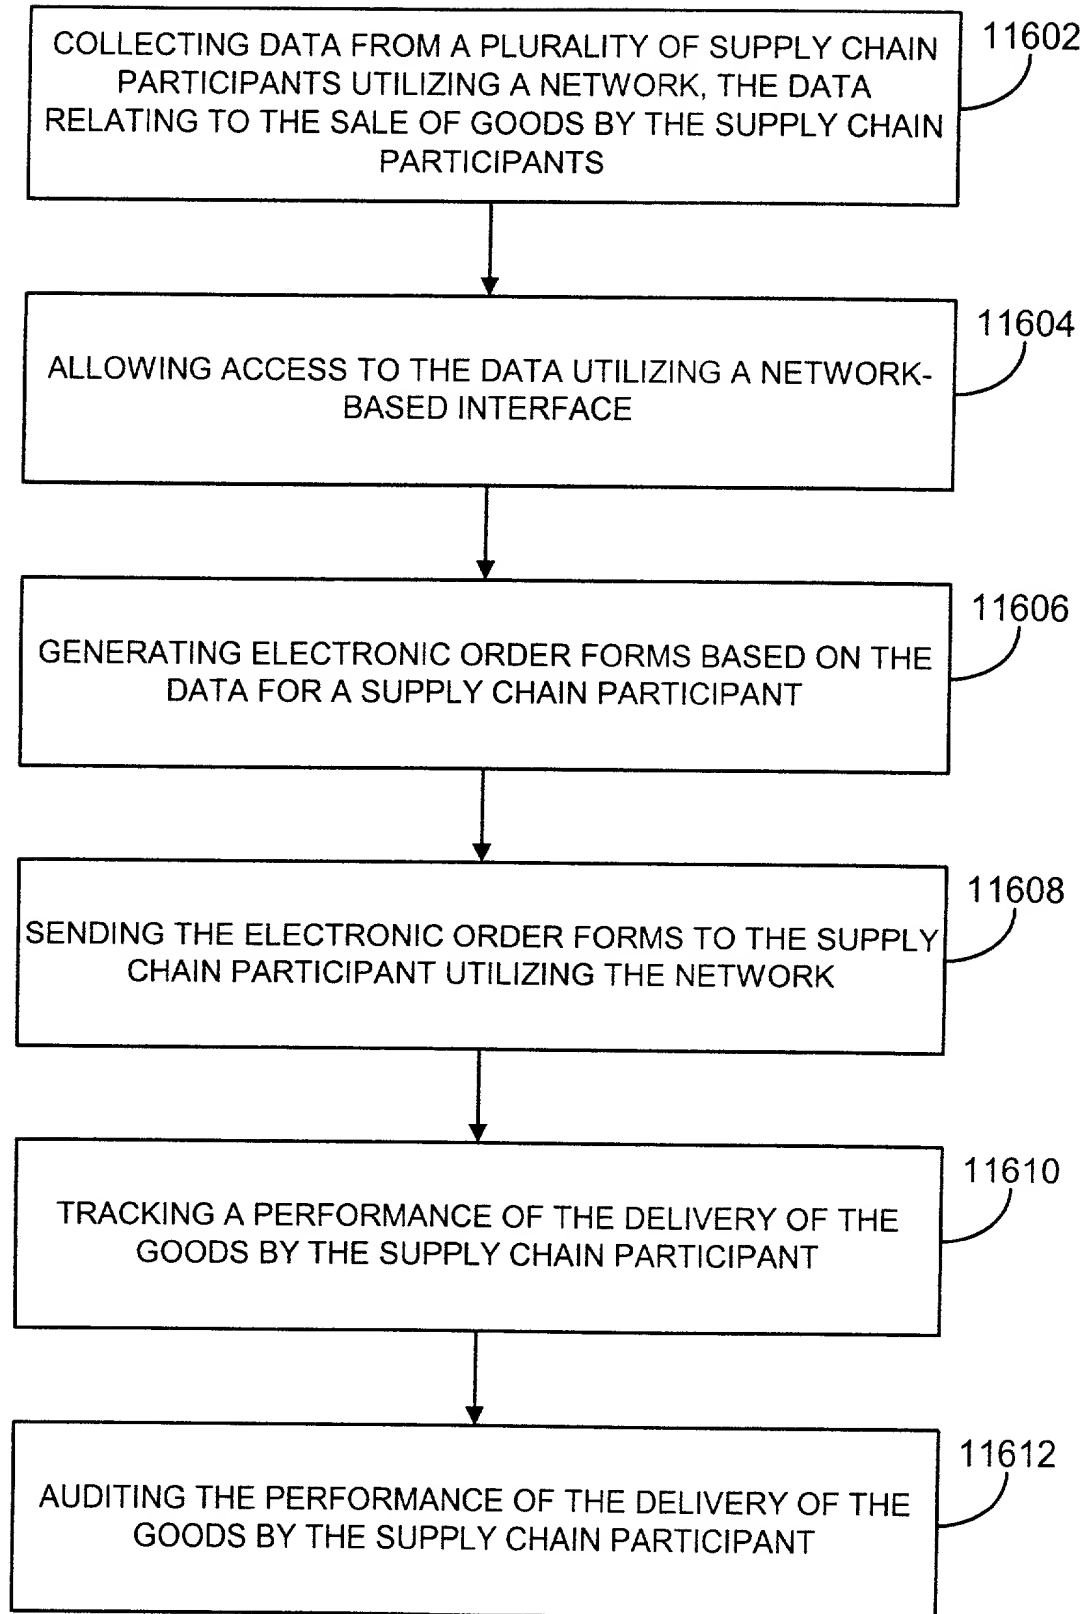 COLLECTING DATA FROM A PLURALITY OF SUPPLY CHAIN
PARTICIPANTS UTILIZING A NETWORK, THE DATA
RELATING TO THE SALE OF GOODS BY THE SUPPLY CHAIN
PARTICIPANTS
11602
ALLOWING ACCESS TO THE DATA UTILIZING A NETWORK-
BASED INTERFACE
11604
GENERATING ELECTRONIC ORDER FORMS BASED ON THE
DATA FOR A SUPPLY CHAIN PARTICIPANT
11606
SENDING THE ELECTRONIC ORDER FORMS TO THE SUPPLY
CHAIN PARTICIPANT UTILIZING THE NETWORK
11608
TRACKING A PERFORMANCE OF THE DELIVERY OF THE
GOODS BY THE SUPPLY CHAIN PARTICIPANT
11610
AUDITING THE PERFORMANCE OF THE DELIVERY OF THE
GOODS BY THE SUPPLY CHAIN PARTICIPANT
11612